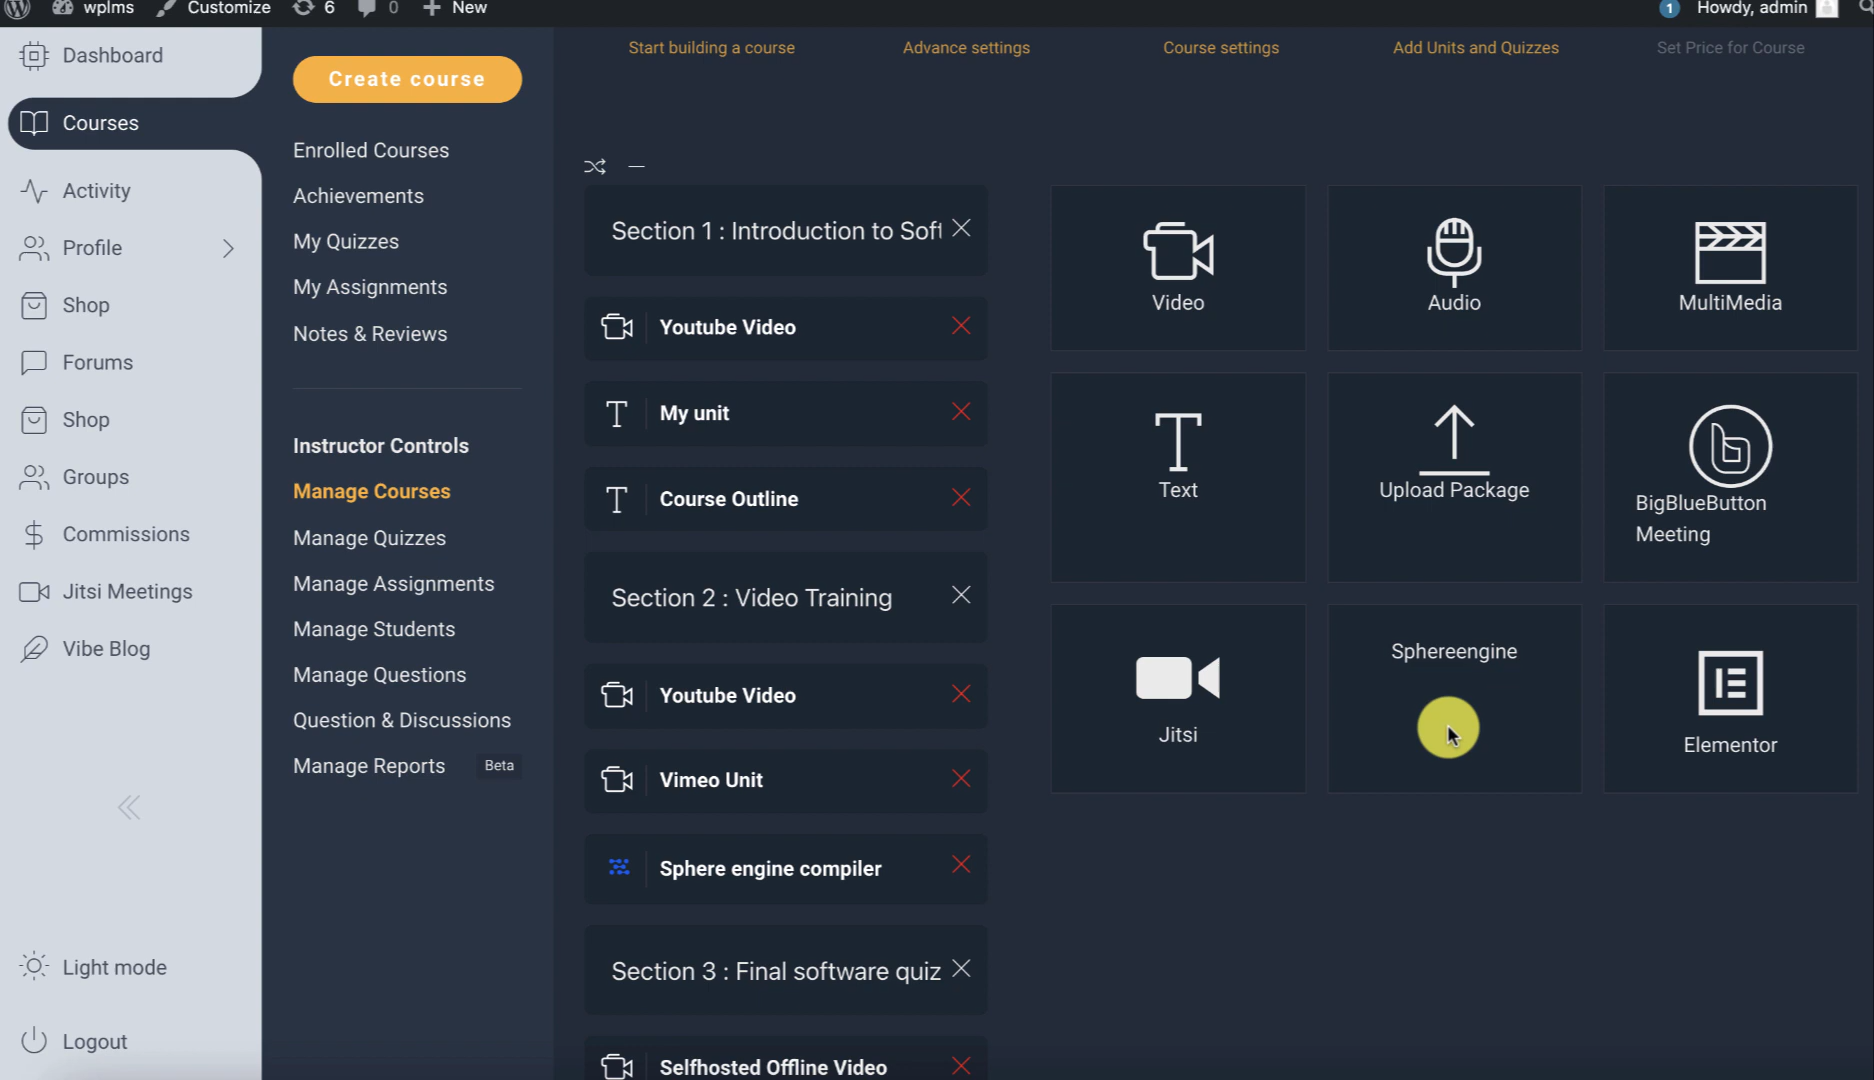 wplms
Customize
6
0
New
1
Howdy, admin
Dashboard
Courses
Activity
Profile
Shop
Forums
Shop
Groups
Commissions
Jitsi Meetings
Vibe Blog
Light mode
Logout
Create course
Enrolled Courses
Achievements
My Quizzes
My Assignments
Notes & Reviews
Instructor Controls
Manage Courses
Manage Quizzes
Manage Assignments
Manage Students
Manage Questions
Question & Discussions
Manage Reports
Beta
Start building a course
Advance settings
Course settings
Add Units and Quizzes
Set Price for Course
Section 1 : Introduction to Soft
Youtube Video
My unit
Course Outline
Section 2 : Video Training
Youtube Video
Vimeo Unit
Sphere engine compiler
Section 3 : Final software quiz
Selfhosted Offline Video
Video
Audio
MultiMedia
Text
Upload Package
BigBlueButton
Meeting
Jitsi
Sphereengine
Elementor